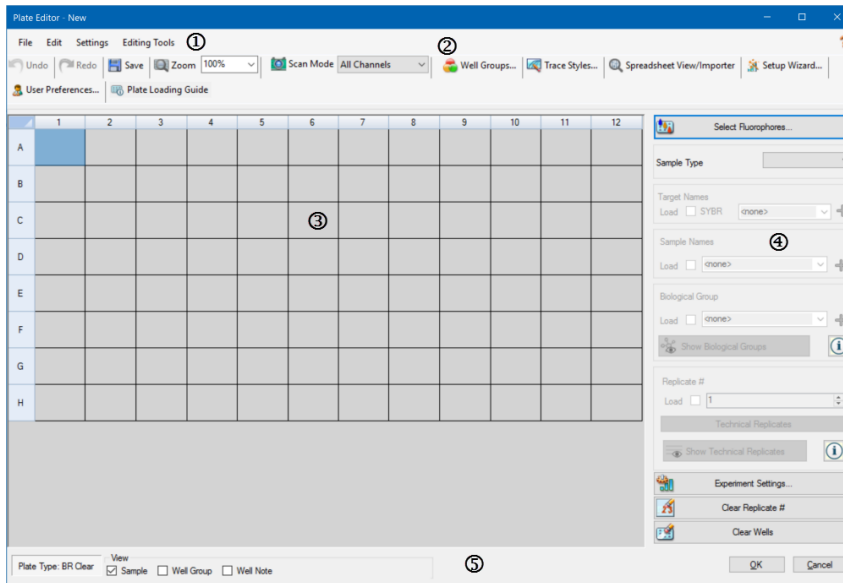 Plate Editor - New
File Edit Settings Editing Tools ①
②
Undo Redo Save Zoom 100% Scan Mode All Channels Well Groups... Trace Styles... Spreadsheet View/Importer Setup Wizard...
User Preferences... Plate Loading Guide
1 2 3 4 5 6 7 8 9 10 11 12
A
B
C
D
E
F
G
H
③
Select Fluorophores...
Sample Type
Target Names
Load SYBR <none>
Sample Names
④
Load <none>
Biological Group
Load <none>
Show Biological Groups
Replicate #
Load 1
Technical Replicates
Show Technical Replicates
Experiment Settings...
Clear Replicate #
Clear Wells
Plate Type: BR Clear
View
Sample Well Group Well Note
⑤
OK Cancel